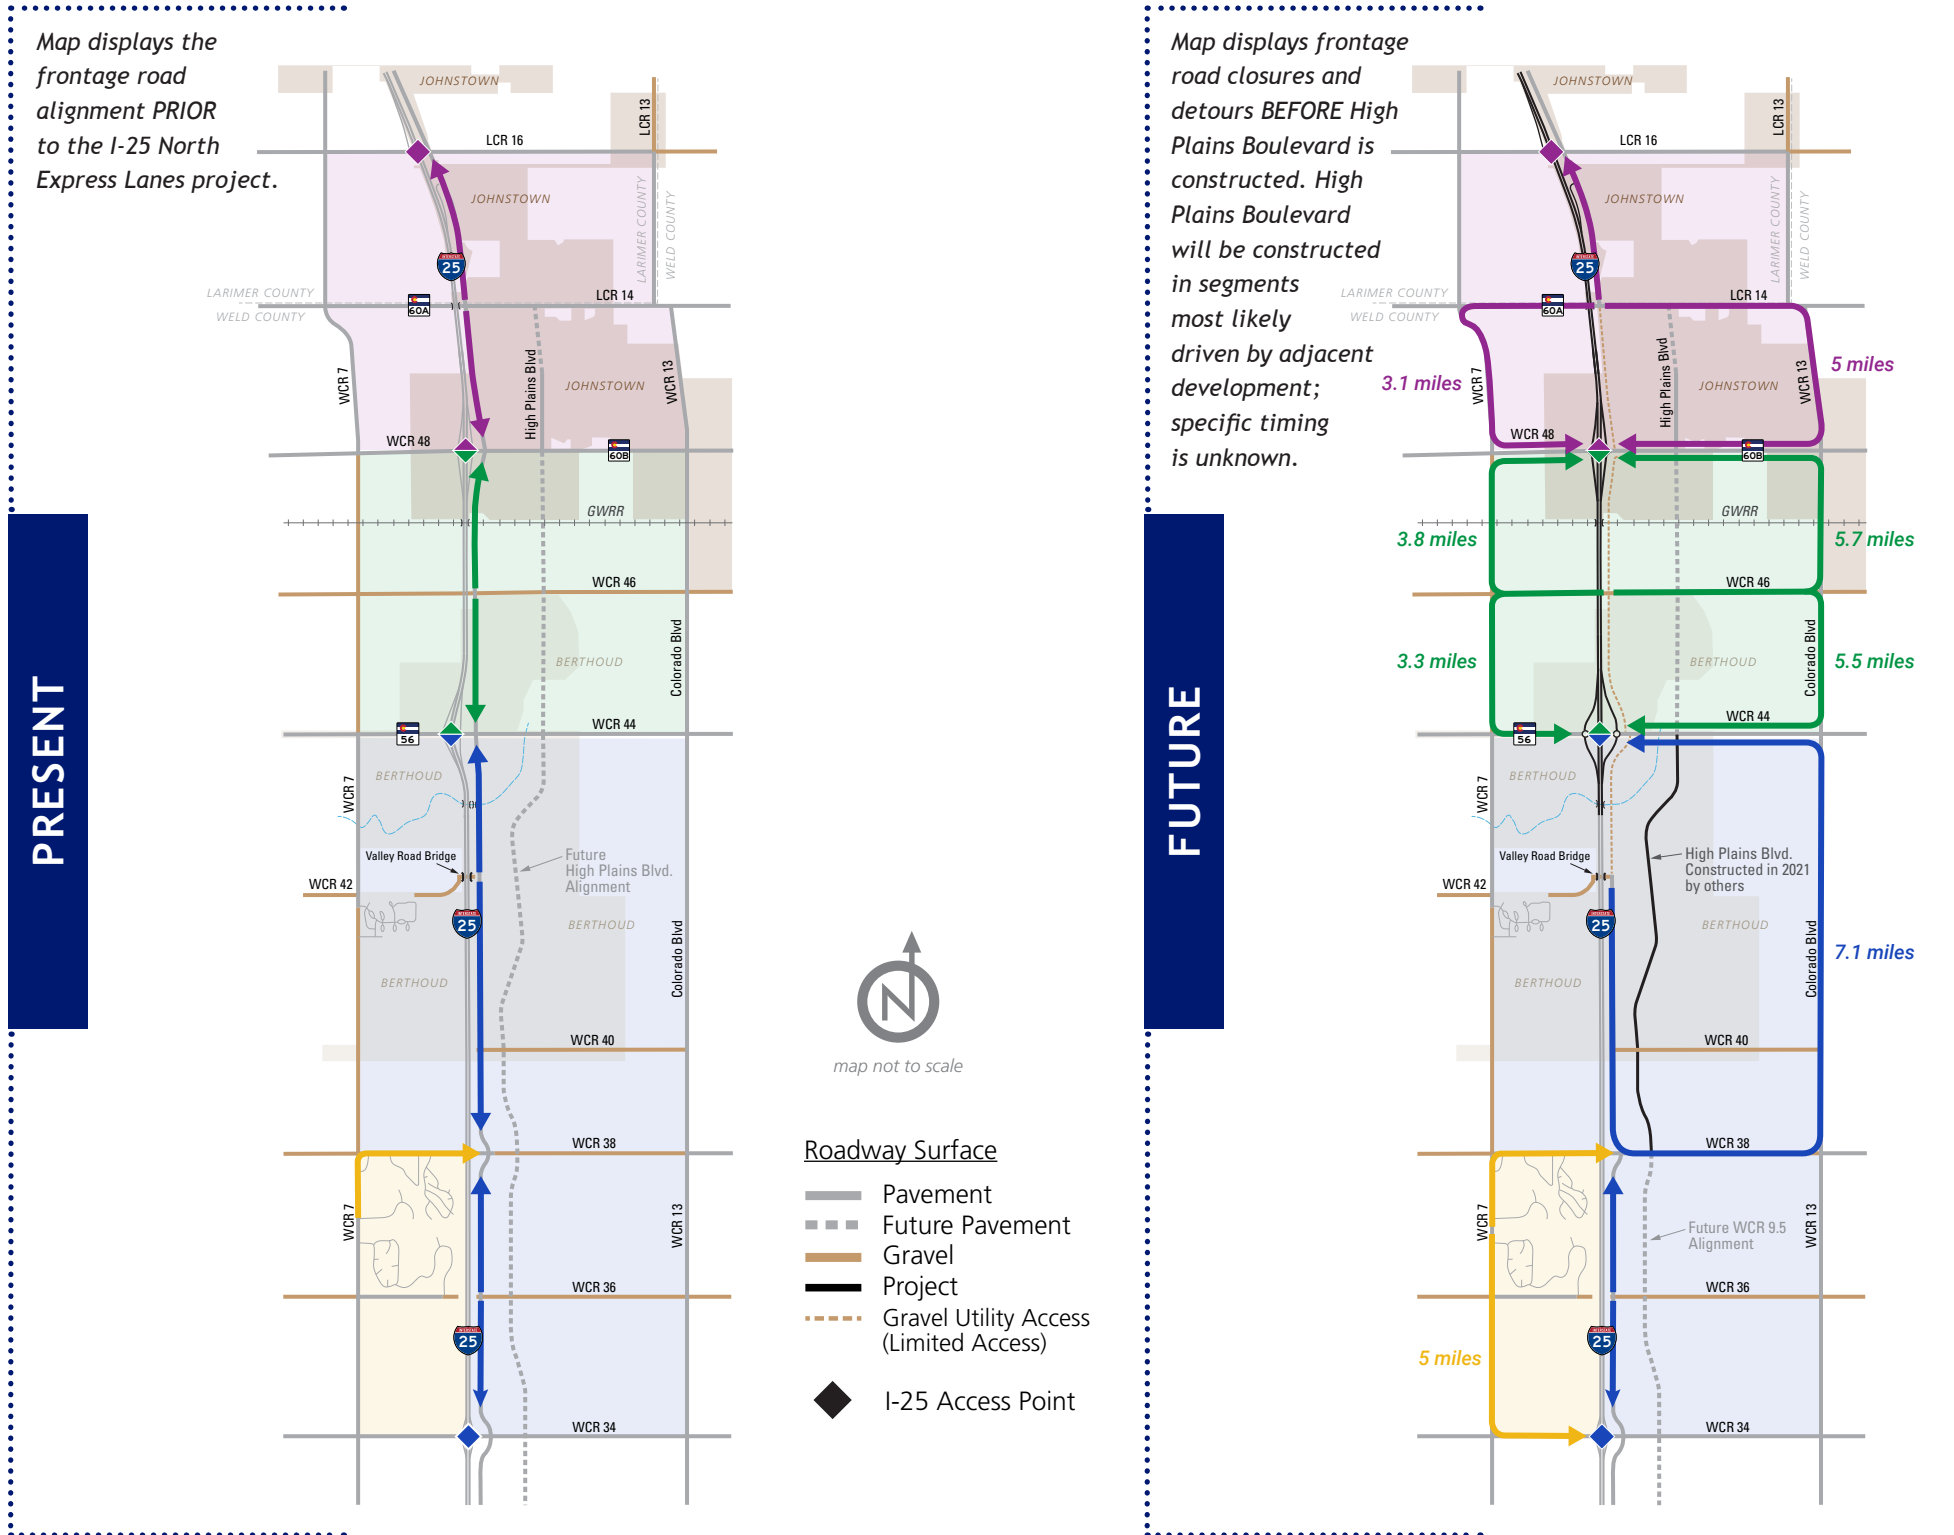 Map displays the
frontage road
alignment PRIOR
to the I-25 North
Express Lanes project.
PRESENT
JOHNSTOWN
LCR 13
LCR 16
JOHNSTOWN
LARIMER COUNTY
WELD COUNTY
INTERSTATE
25
LARIMER COUNTY
WELD COUNTY
60A
LCR 14
WCR 7
High Plains Blvd
JOHNSTOWN
WCR 13
WCR 48
60B
GWRR
WCR 46
BERTHOUD
Colorado Blvd
56
WCR 44
BERTHOUD
WCR 7
Valley Road Bridge
Future
High Plains Blvd.
Alignment
WCR 42
INTERSTATE
25
BERTHOUD
Colorado Blvd
BERTHOUD
WCR 40
WCR 38
WCR 7
WCR 13
WCR 36
INTERSTATE
25
WCR 34
N
map not to scale
Roadway Surface
Pavement
Future Pavement
Gravel
Project
Gravel Utility Access
(Limited Access)
I-25 Access Point
Map displays frontage
road closures and
detours BEFORE High
Plains Boulevard is
constructed. High
Plains Boulevard
will be constructed
in segments
most likely
driven by adjacent
development;
specific timing
is unknown.
FUTURE
JOHNSTOWN
LCR 13
LCR 16
JOHNSTOWN
LARIMER COUNTY
WELD COUNTY
INTERSTATE
25
LARIMER COUNTY
WELD COUNTY
60A
LCR 14
3.1 miles
WCR 7
High Plains Blvd
JOHNSTOWN
WCR 13
5 miles
WCR 48
60B
GWRR
3.8 miles
5.7 miles
WCR 46
3.3 miles
BERTHOUD
Colorado Blvd
5.5 miles
56
WCR 44
BERTHOUD
WCR 7
Valley Road Bridge
High Plains Blvd.
Constructed in 2021
by others
WCR 42
INTERSTATE
25
BERTHOUD
Colorado Blvd
7.1 miles
BERTHOUD
WCR 40
WCR 38
WCR 7
Future WCR 9.5
Alignment
WCR 13
WCR 36
INTERSTATE
25
5 miles
WCR 34